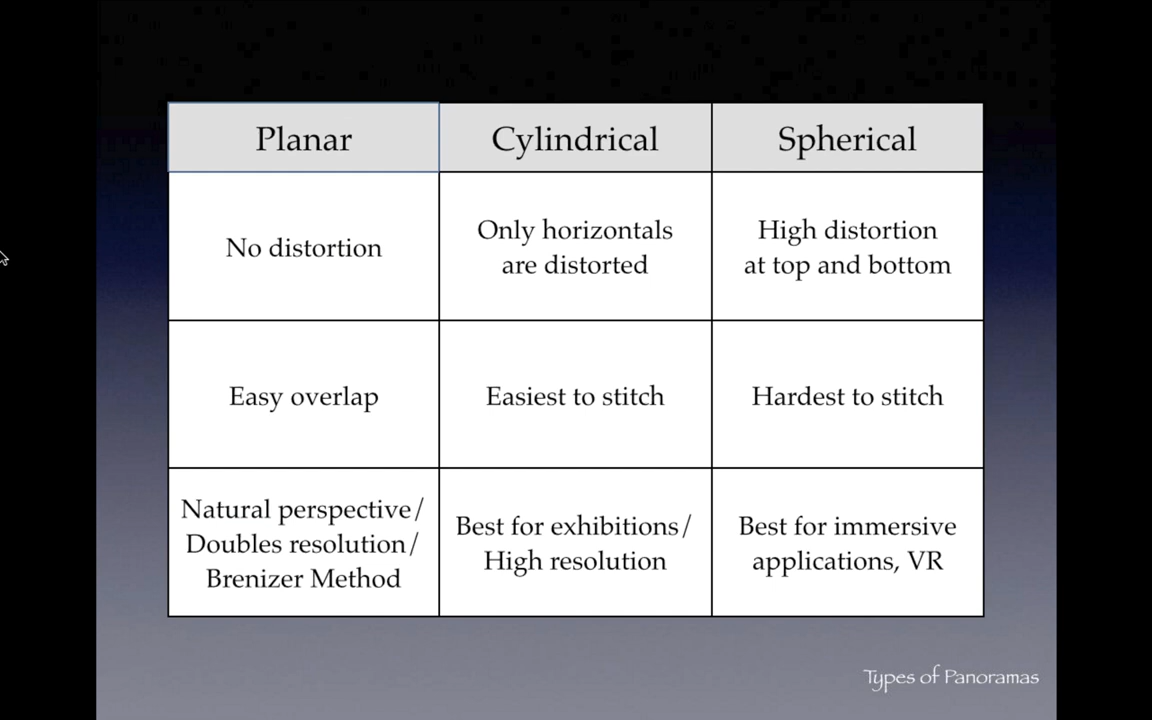 Planar
Cylindrical
Spherical
No distortion
Only horizontals
are distorted
High distortion
at top and bottom
Easy overlap
Easiest to stitch
Hardest to stitch
Natural perspective/
Doubles resolution/
Brenizer Method
Best for exhibitions/
High resolution
Best for immersive
applications, VR
Types of Panoramas